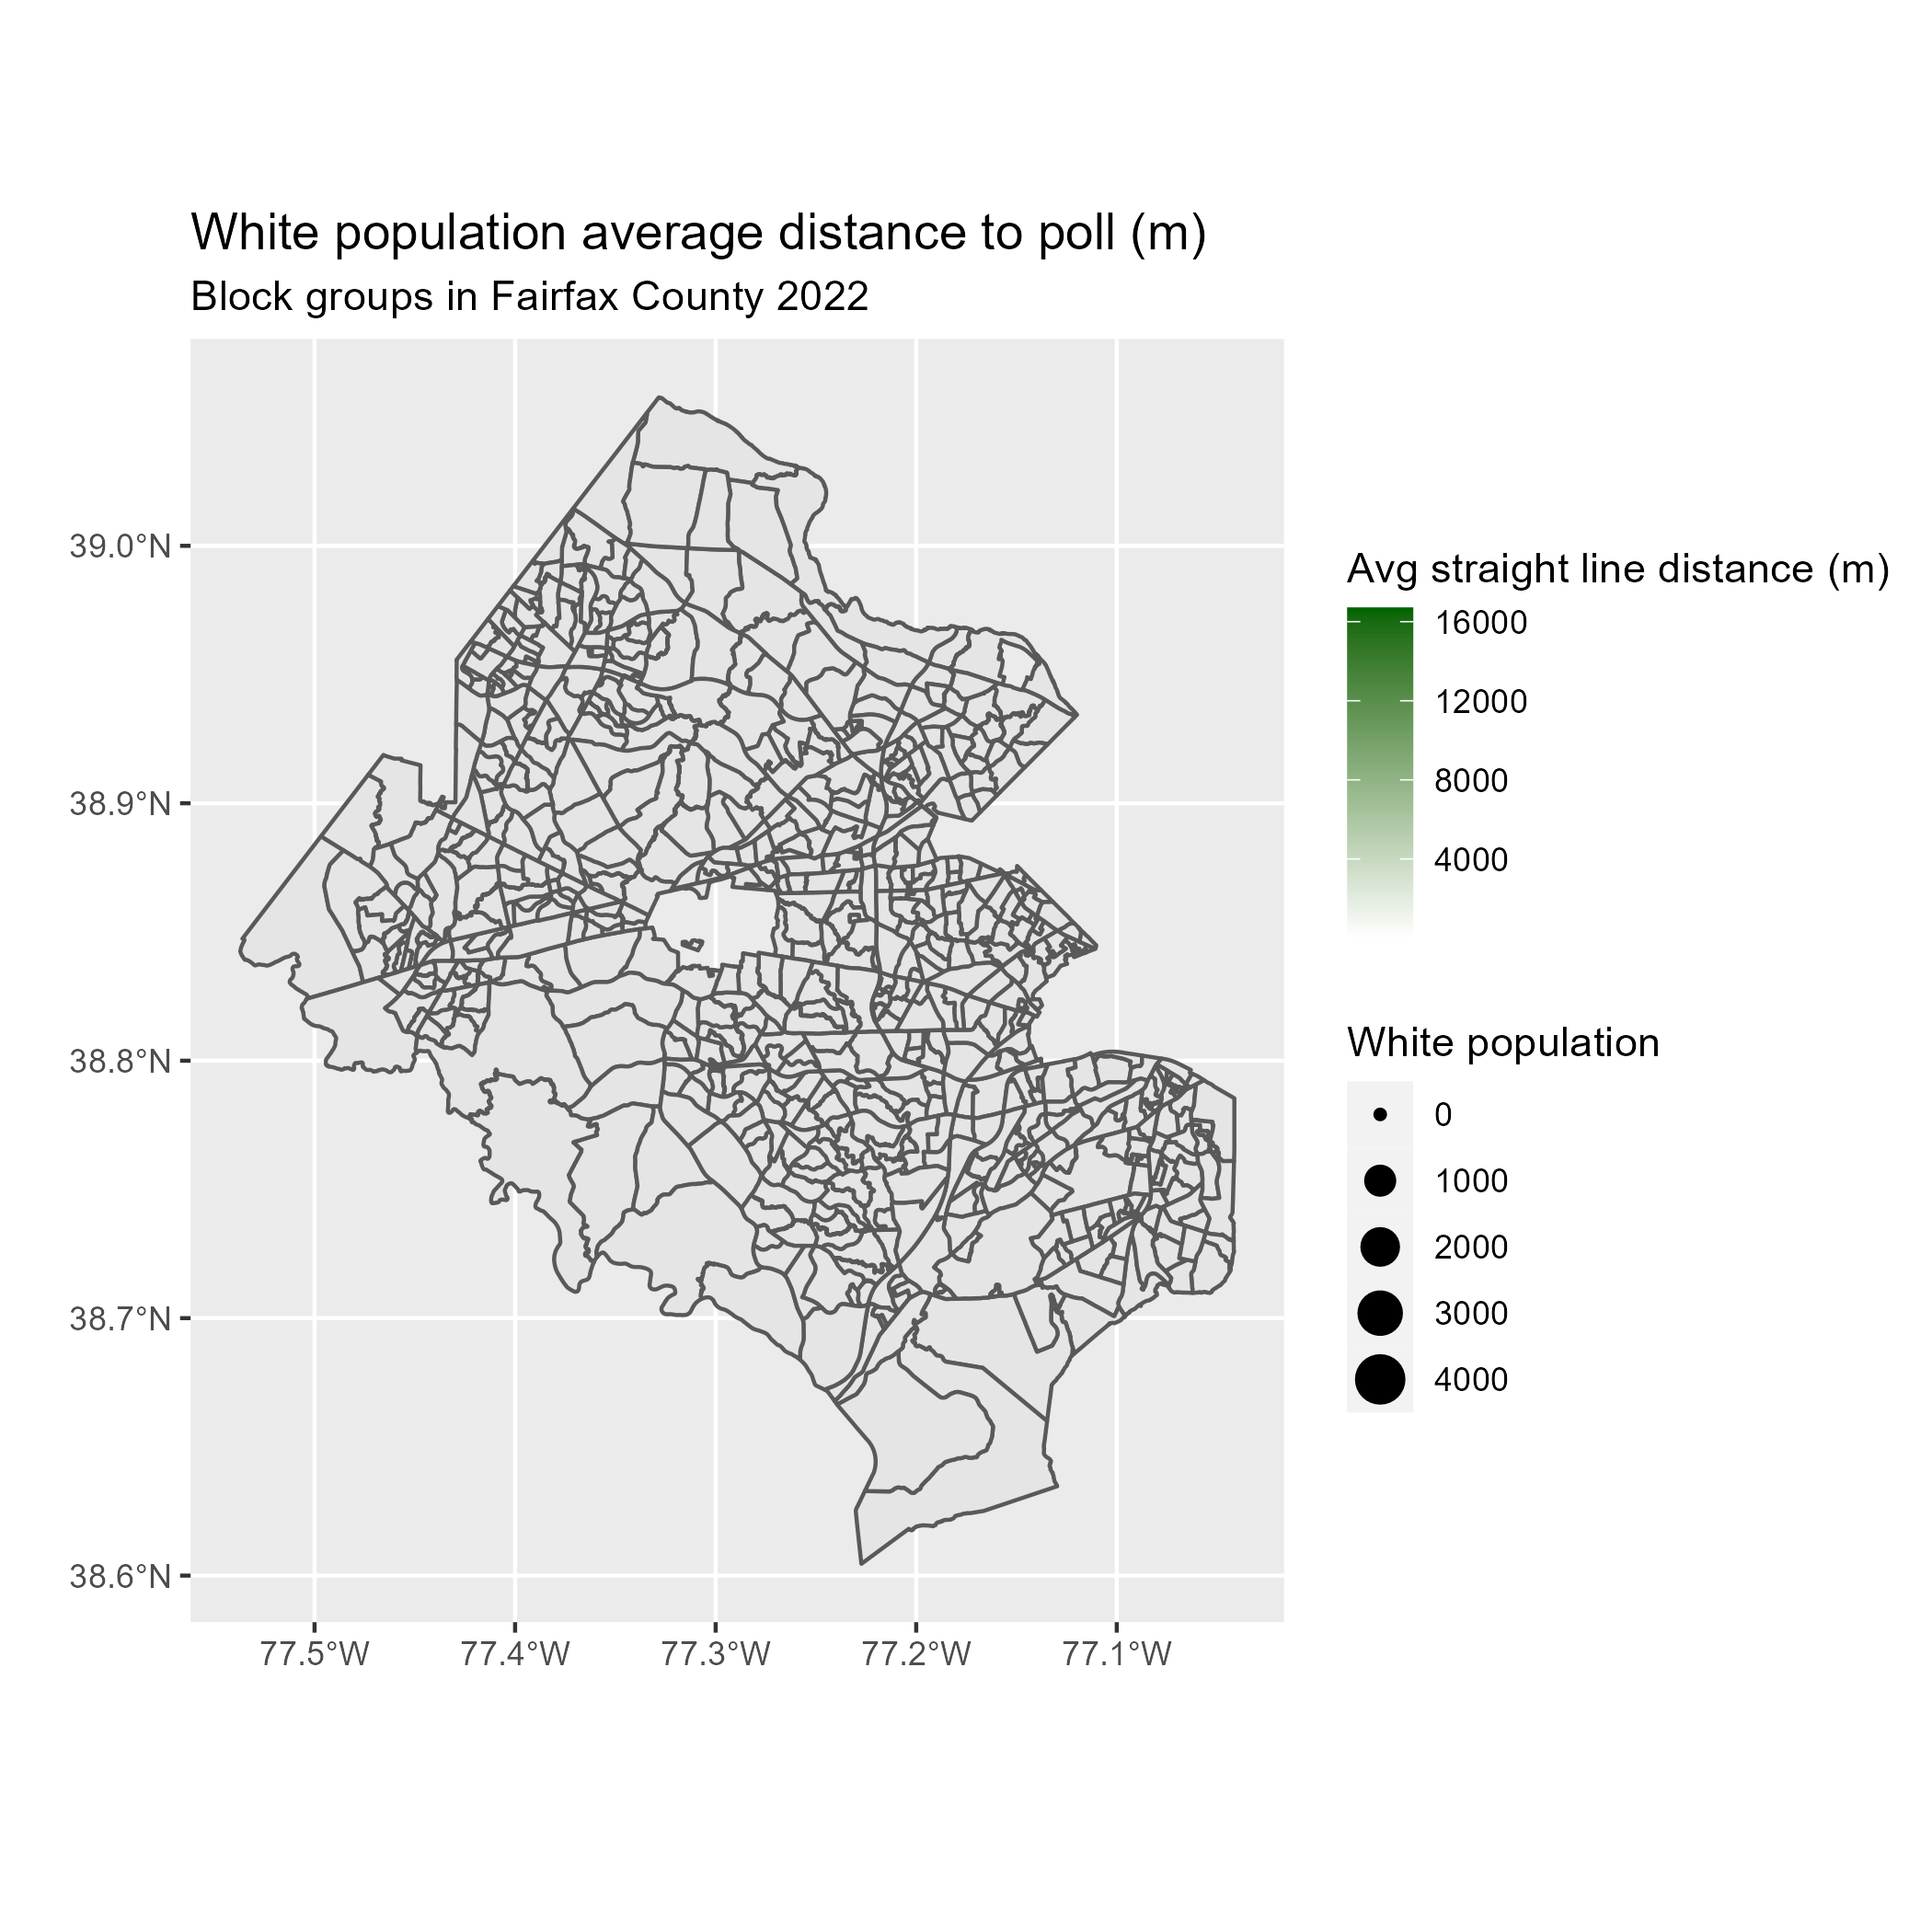 White population average distance to poll (m)
Block groups in Fairfax County 2022
39.0°N
38.9°N
38.8°N
38.7°N
38.6°N
77.5°W
77.4°W
77.3°W
77.2°W
77.1°W
Avg straight line distance (m)
16000
12000
8000
4000
White population
0
1000
2000
3000
4000